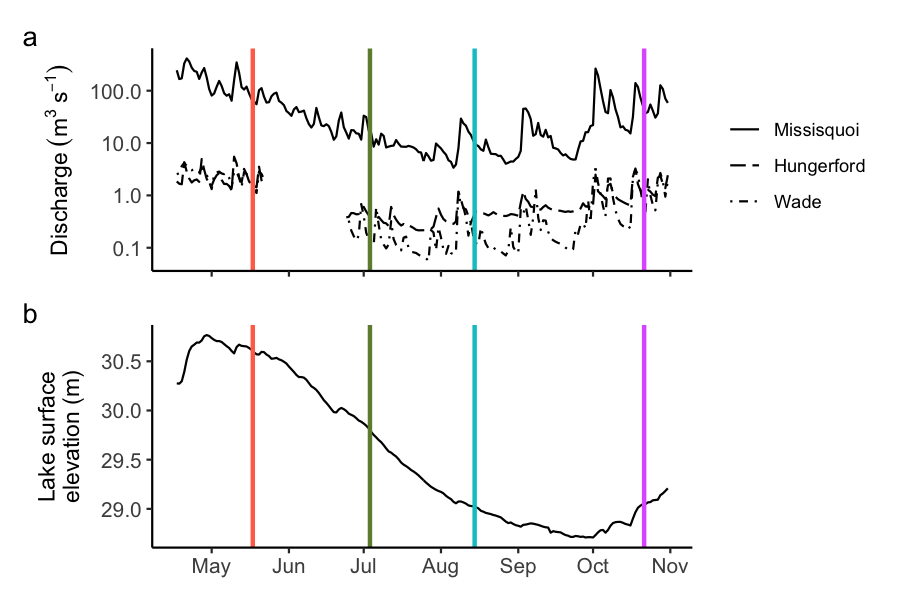 a
Discharge (m³ s⁻¹)
100.0
10.0
1.0
0.1
Missisquoi
Hungerford
Wade
b
Lake surface
elevation (m)
30.5
30.0
29.5
29.0
May Jun Jul Aug Sep Oct Nov